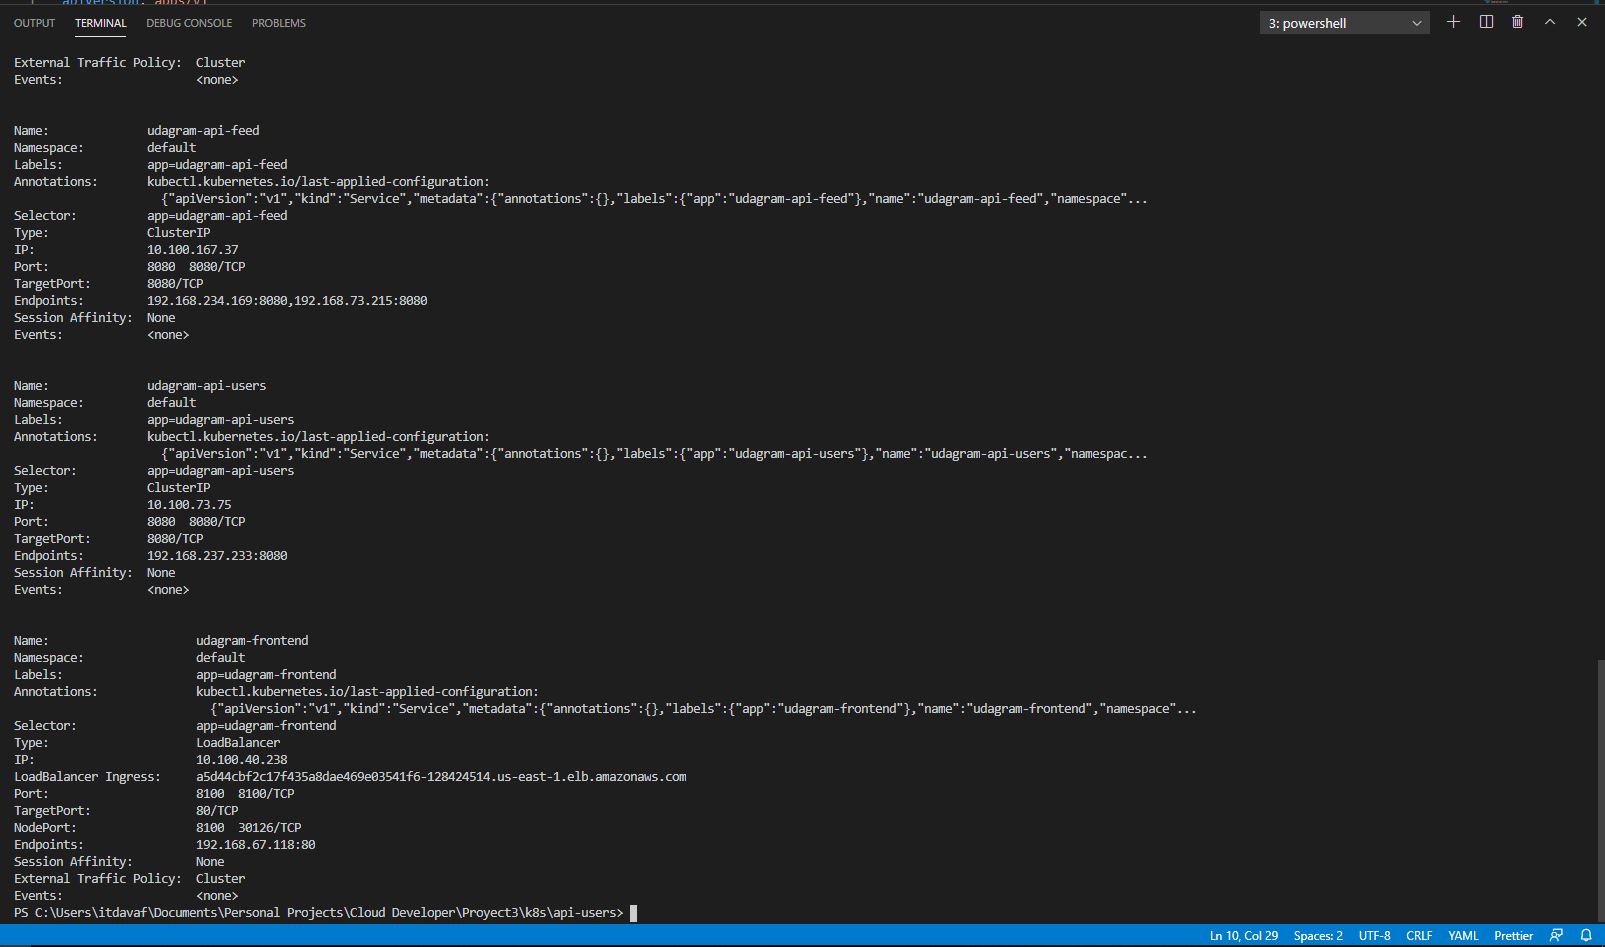 OUTPUT TERMINAL DEBUG CONSOLE PROBLEMS 3: powershell
External Traffic Policy:  Cluster
Events:                   <none>
Name:              udagram-api-feed
Namespace:         default
Labels:            app=udagram-api-feed
Annotations:       kubectl.kubernetes.io/last-applied-configuration:
                     {"apiVersion":"v1","kind":"Service","metadata":{"annotations":{},"labels":{"app":"udagram-api-feed"},"name":"udagram-api-feed","namespace"...
Selector:          app=udagram-api-feed
Type:              ClusterIP
IP:                10.100.167.37
Port:              8080  8080/TCP
TargetPort:        8080/TCP
Endpoints:         192.168.234.169:8080,192.168.73.215:8080
Session Affinity:  None
Events:            <none>
Name:              udagram-api-users
Namespace:         default
Labels:            app=udagram-api-users
Annotations:       kubectl.kubernetes.io/last-applied-configuration:
                     {"apiVersion":"v1","kind":"Service","metadata":{"annotations":{},"labels":{"app":"udagram-api-users"},"name":"udagram-api-users","namespac...
Selector:          app=udagram-api-users
Type:              ClusterIP
IP:                10.100.73.75
Port:              8080  8080/TCP
TargetPort:        8080/TCP
Endpoints:         192.168.237.233:8080
Session Affinity:  None
Events:            <none>
Name:                     udagram-frontend
Namespace:                default
Labels:                   app=udagram-frontend
Annotations:              kubectl.kubernetes.io/last-applied-configuration:
                            {"apiVersion":"v1","kind":"Service","metadata":{"annotations":{},"labels":{"app":"udagram-frontend"},"name":"udagram-frontend","namespace"...
Selector:                 app=udagram-frontend
Type:                     LoadBalancer
IP:                       10.100.40.238
LoadBalancer Ingress:     a5d44cbf2c17f435a8dae469e03541f6-128424514.us-east-1.elb.amazonaws.com
Port:                     8100  8100/TCP
TargetPort:               80/TCP
NodePort:                 8100  30126/TCP
Endpoints:                192.168.67.118:80
Session Affinity:         None
External Traffic Policy:  Cluster
Events:                   <none>
PS C:\Users\itdavaf\Documents\Personal Projects\Cloud Developer\Proyect3\k8s\api-users>
Ln 10, Col 29 Spaces: 2 UTF-8 CRLF YAML Prettier